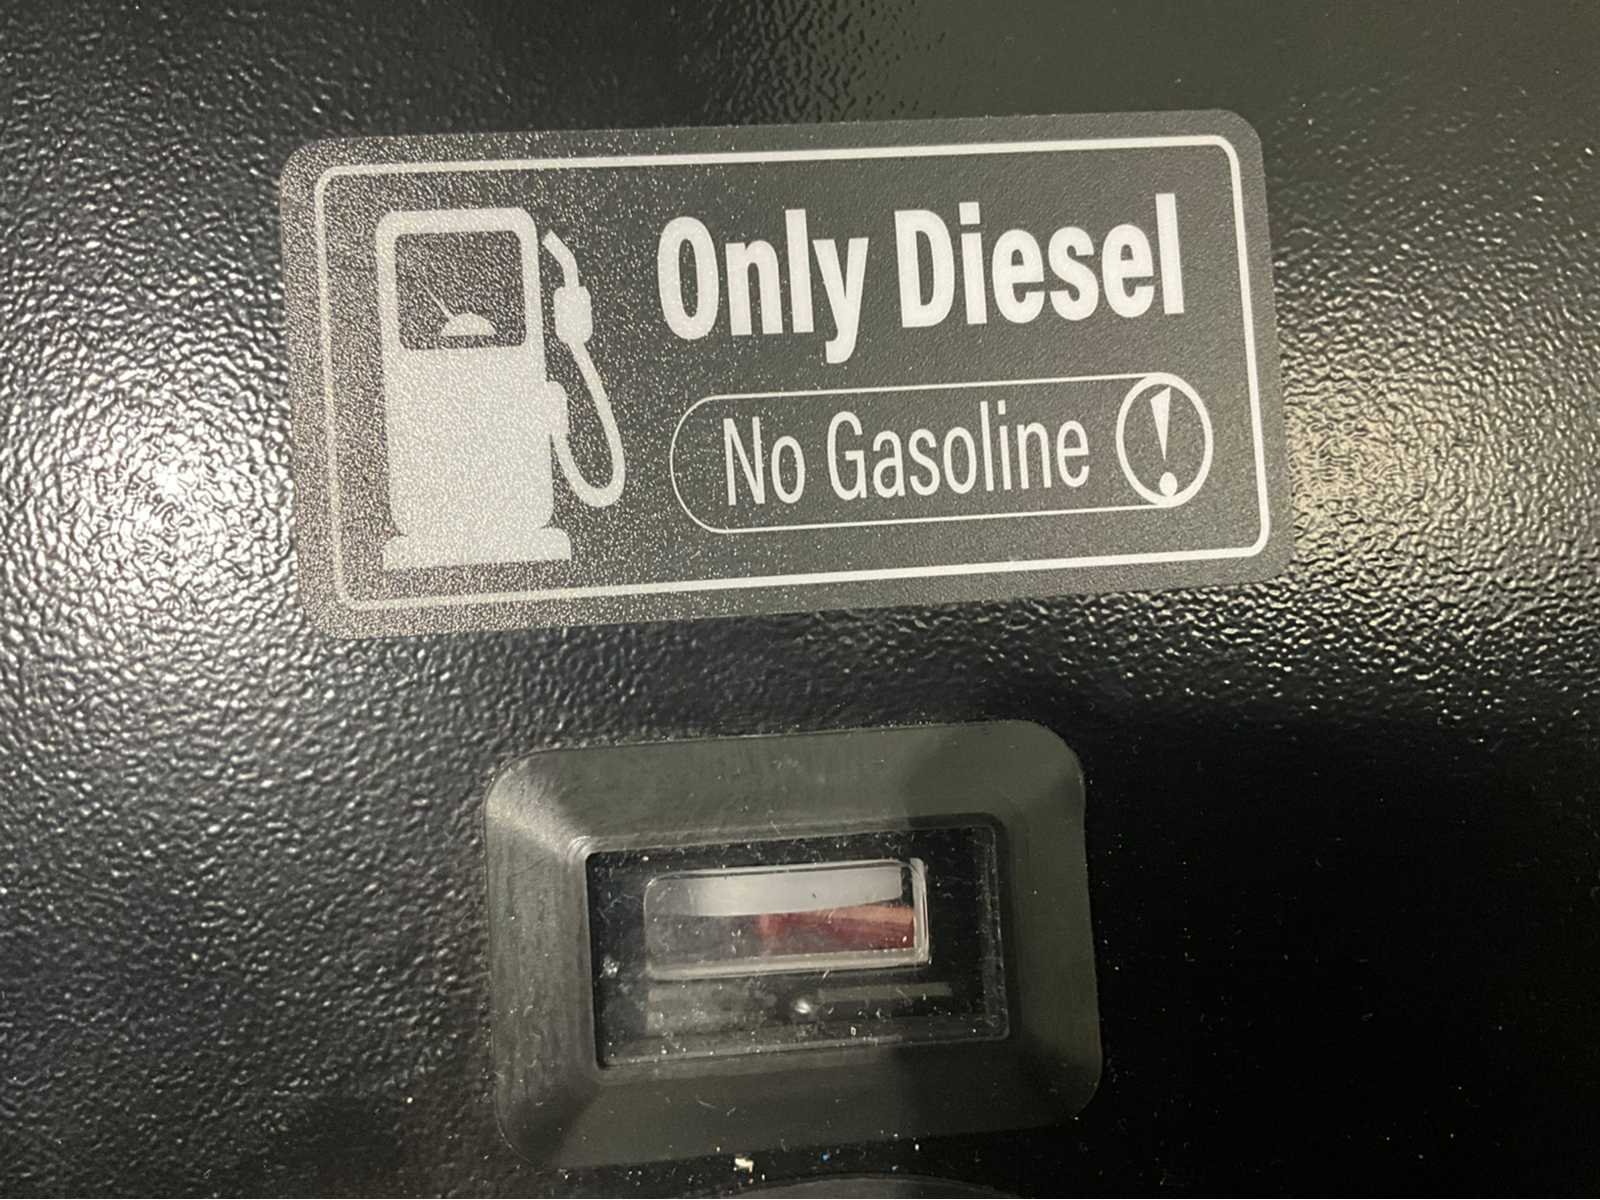 Only Diesel
No Gasoline !